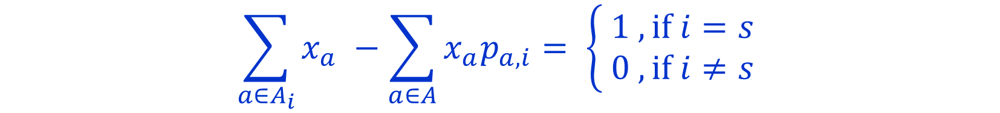 ∑_{a∈A_i} x_a − ∑_{a∈A} x_a p_{a,i} = { 1 , if i = s
0 , if i ≠ s